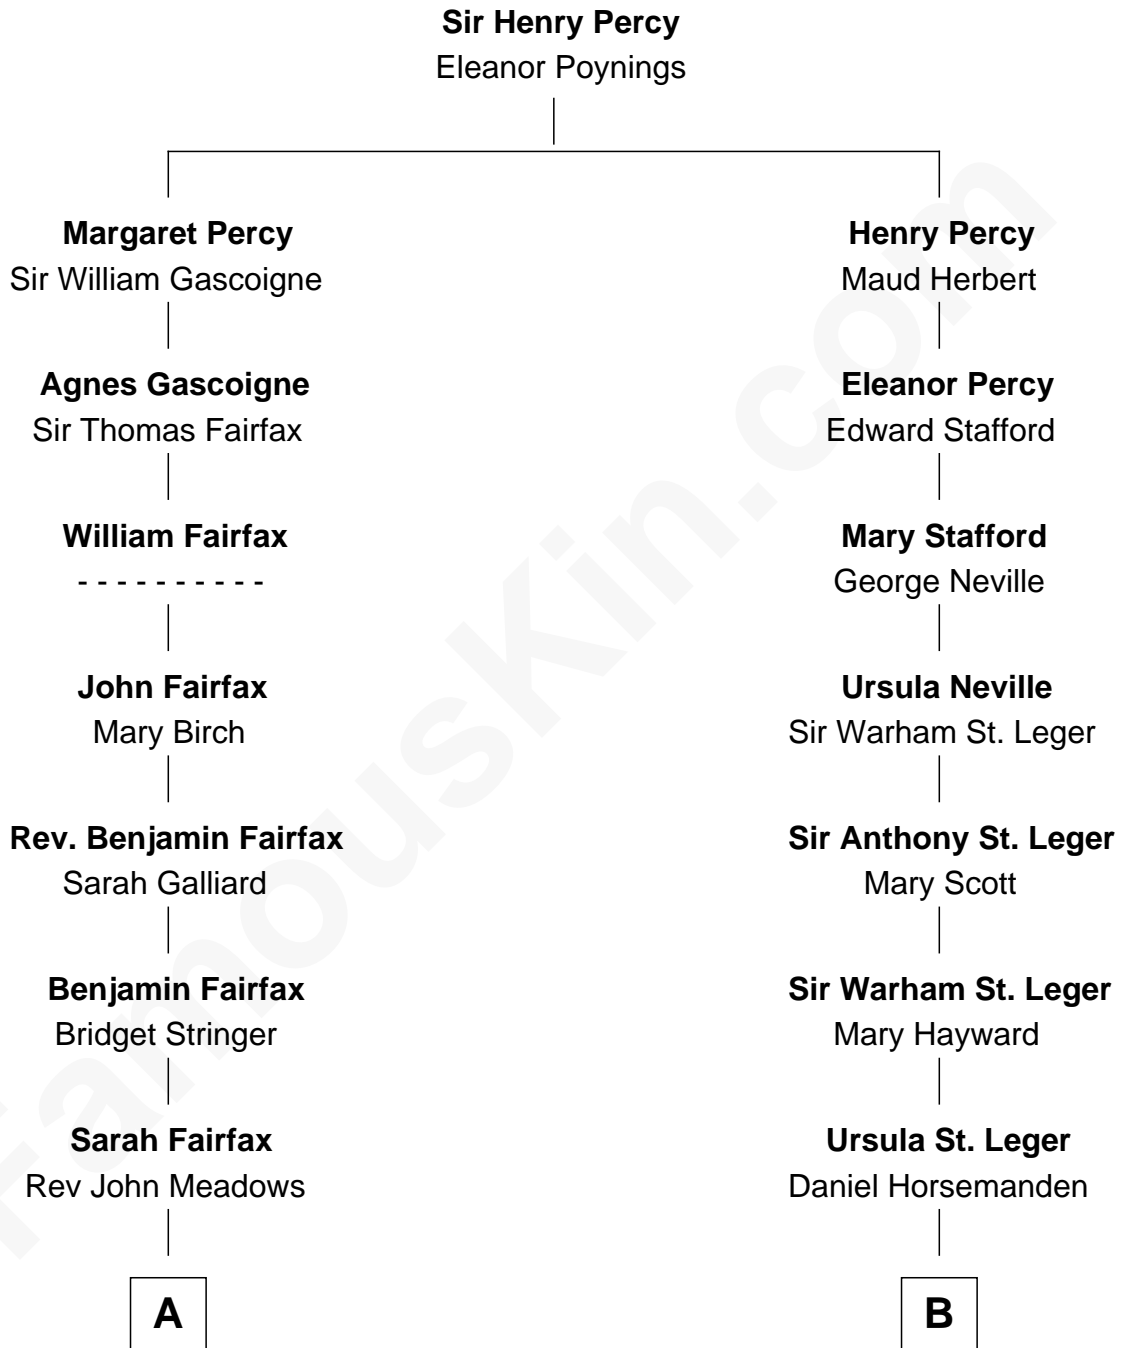 Sir Henry Percy
Eleanor Poynings
Margaret Percy
Sir William Gascoigne
Henry Percy
Maud Herbert
Agnes Gascoigne
Sir Thomas Fairfax
Eleanor Percy
Edward Stafford
William Fairfax
- - - - - - - - - -
Mary Stafford
George Neville
John Fairfax
Mary Birch
Ursula Neville
Sir Warham St. Leger
Rev. Benjamin Fairfax
Sarah Galliard
Sir Anthony St. Leger
Mary Scott
Benjamin Fairfax
Bridget Stringer
Sir Warham St. Leger
Mary Hayward
Sarah Fairfax
Rev John Meadows
Ursula St. Leger
Daniel Horsemanden
A
B
FamousKin.com